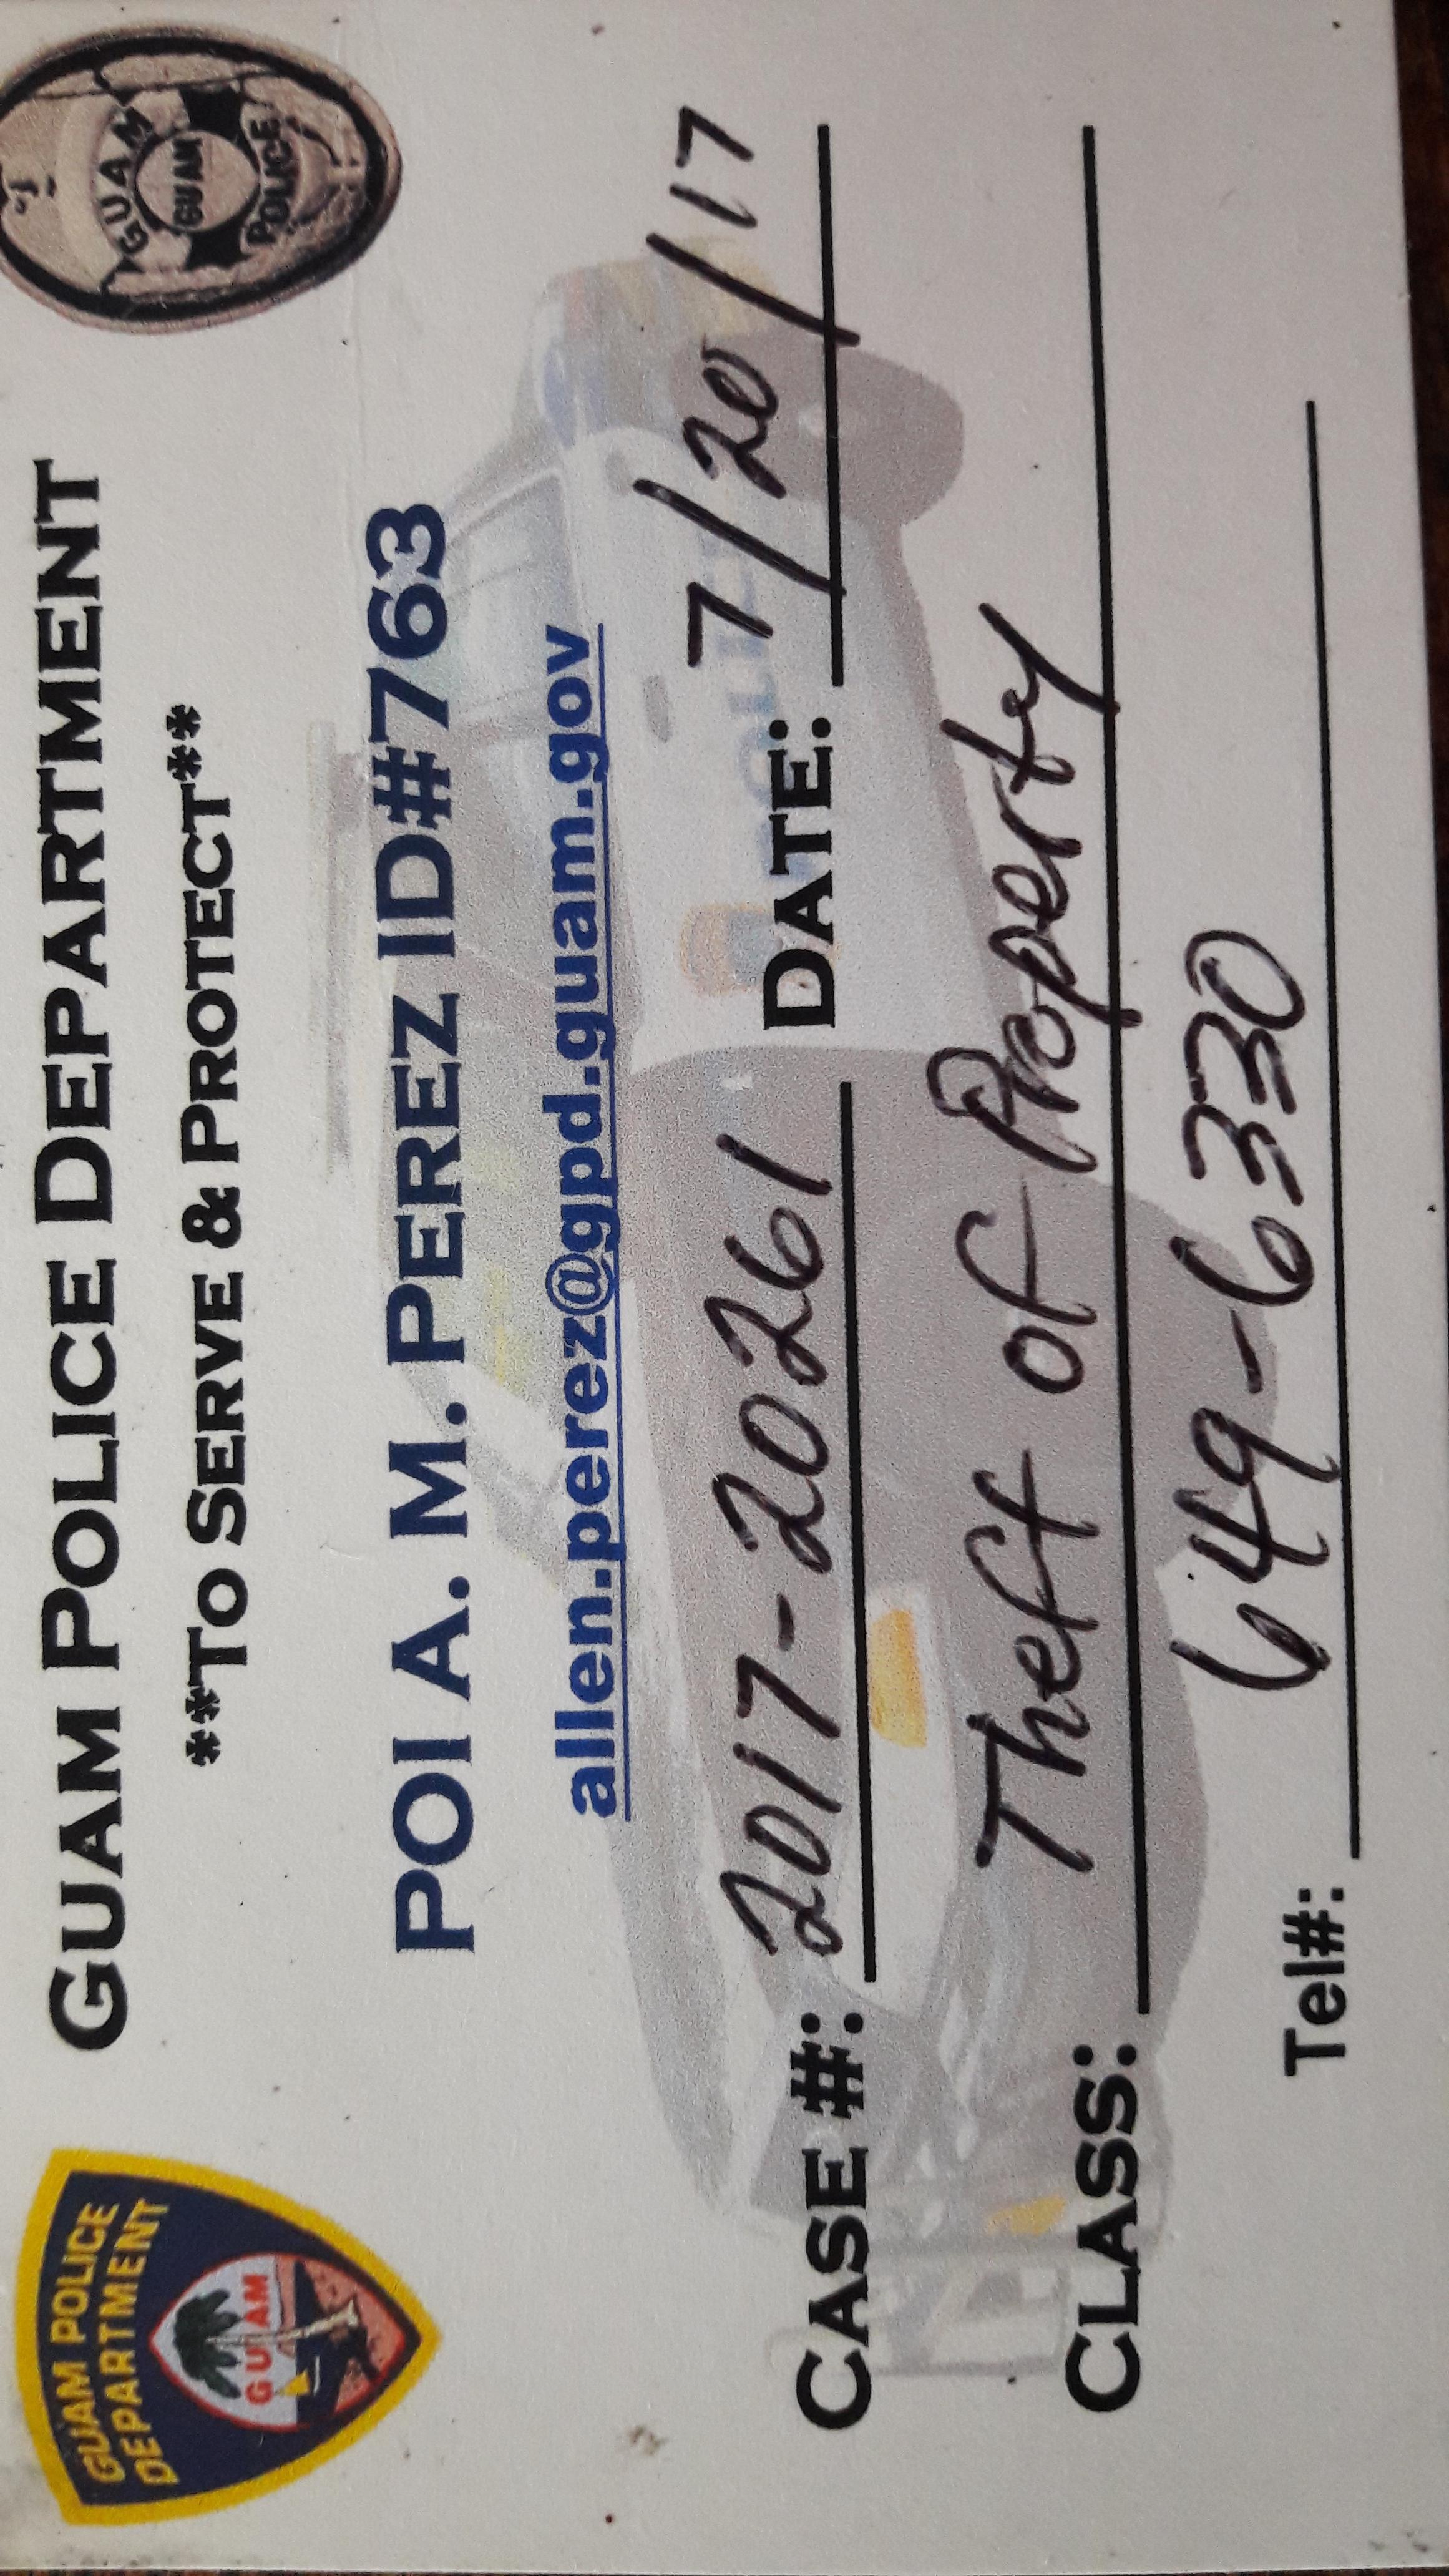 GUAM POLICE
DEPARTMENT
GUAM
GUAM POLICE DEPARTMENT
**TO SERVE & PROTECT**
GUAM
GUAM
POLICE
POI A. M. PEREZ ID#763
allen.perez@gpd.guam.gov
CASE #: 2017-20261 DATE: 7/20/17
CLASS: Theft of Property
649-6330
Tel#: